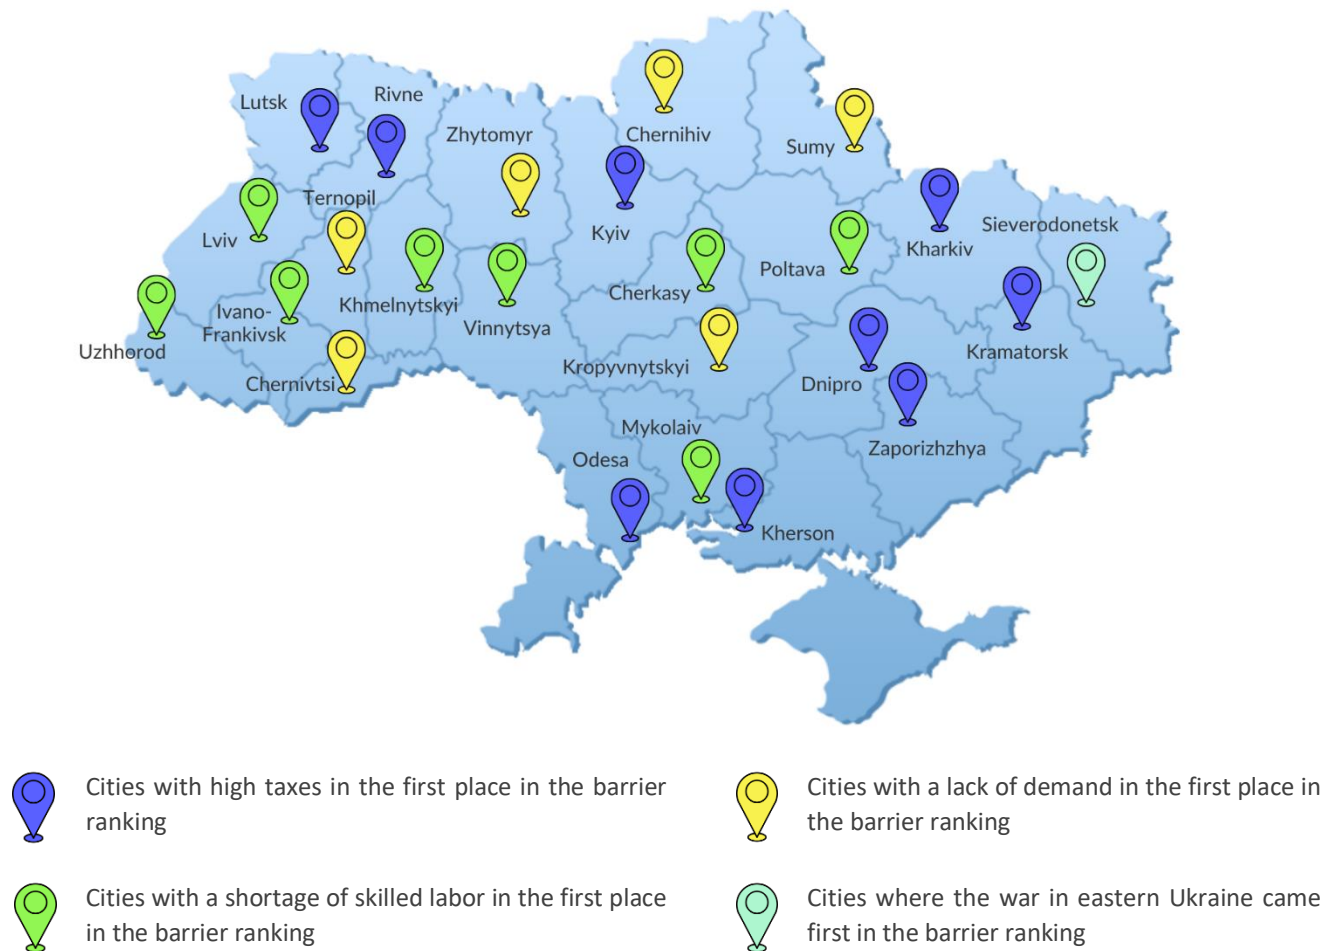 Lutsk
Rivne
Zhytomyr
Chernihiv
Sumy
Ternopil
Lviv
Kyiv
Kharkiv
Sieverodonetsk
Poltava
Cherkasy
Ivano-
Frankivsk
Khmelnytskyi
Vinnytsya
Uzhhorod
Chernivtsi
Kropyvnytskyi
Dnipro
Kramatorsk
Mykolaiv
Odesa
Zaporizhzhya
Kherson
Cities with high taxes in the first place in the barrier
ranking
Cities with a lack of demand in the first place in
the barrier ranking
Cities with a shortage of skilled labor in the first place
in the barrier ranking
Cities where the war in eastern Ukraine came
first in the barrier ranking